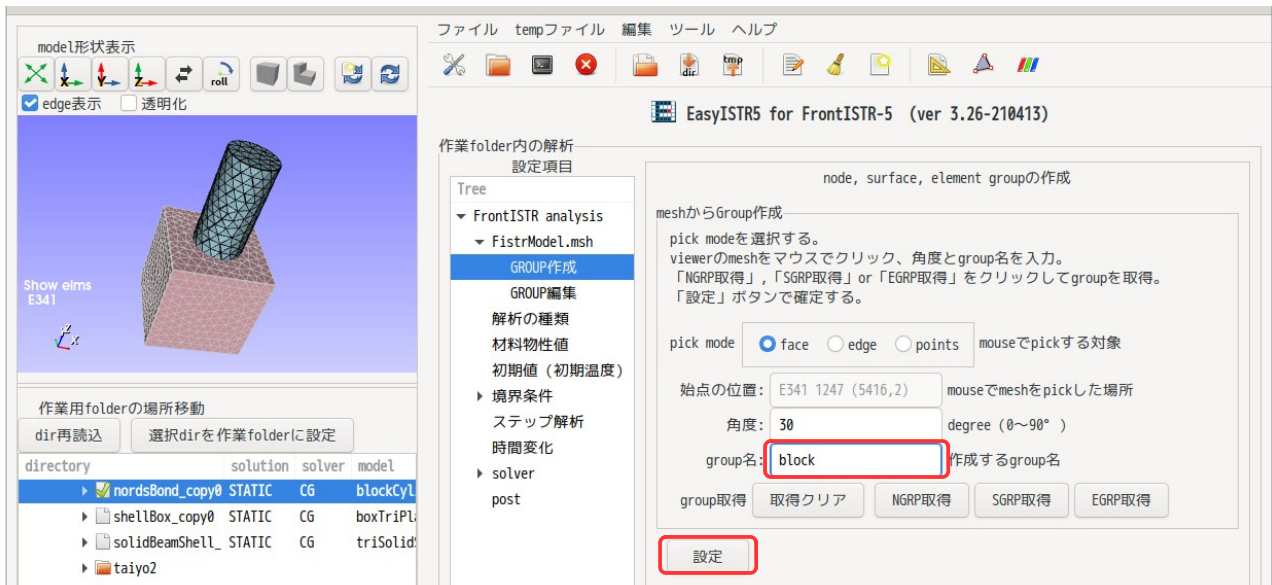 model形状表示
roll
edge表示 透明化
Show elms
E341
Z
X
作業用folderの場所移動
dir再読込 選択dirを作業folderに設定
directory solution solver model
nordsBond_copy0 STATIC CG blockCyl
shellBox_copy0 STATIC CG boxTriPla
solidBeamShell_ STATIC CG triSolid
taiyo2
ファイル tempファイル 編集 ツール ヘルプ
dir tmp
EasyISTR5 for FrontISTR-5 (ver 3.26-210413)
作業folder内の解析
設定項目
Tree
FrontISTR analysis
FistrModel.msh
GROUP作成
GROUP編集
解析の種類
材料物性値
初期値(初期温度)
境界条件
ステップ解析
時間変化
solver
post
node, surface, element groupの作成
meshからGroup作成
pick modeを選択する。
viewerのmeshをマウスでクリック、角度とgroup名を入力。
「NGRP取得」,「SGRP取得」or「EGRP取得」をクリックしてgroupを取得。
「設定」ボタンで確定する。
pick mode face edge points mouseでpickする対象
始点の位置: E341 1247 (5416,2) mouseでmeshをpickした場所
角度: 30 degree (0~90° )
group名: block 作成するgroup名
group取得 取得クリア NGRP取得 SGRP取得 EGRP取得
設定